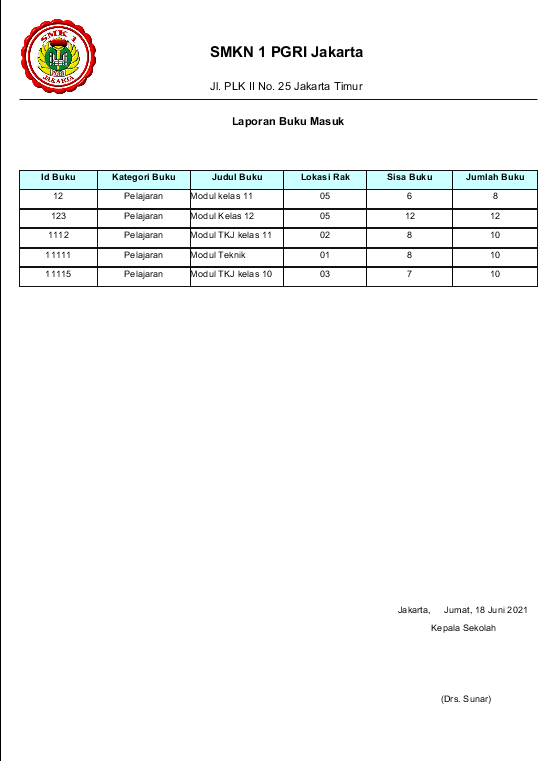 SMK 1
PGRI
JAKARTA
SMKN 1 PGRI Jakarta
Jl. PLK II No. 25 Jakarta Timur
Laporan Buku Masuk
Id Buku Kategori Buku Judul Buku Lokasi Rak Sisa Buku Jumlah Buku
12 Pelajaran Modul kelas 11 05 6 8
123 Pelajaran Modul Kelas 12 05 12 12
1112 Pelajaran Modul TKJ kelas 11 02 8 10
11111 Pelajaran Modul Teknik 01 8 10
11115 Pelajaran Modul TKJ kelas 10 03 7 10
Jakarta, Jumat, 18 Juni 2021
Kepala Sekolah
(Drs. Sunar)